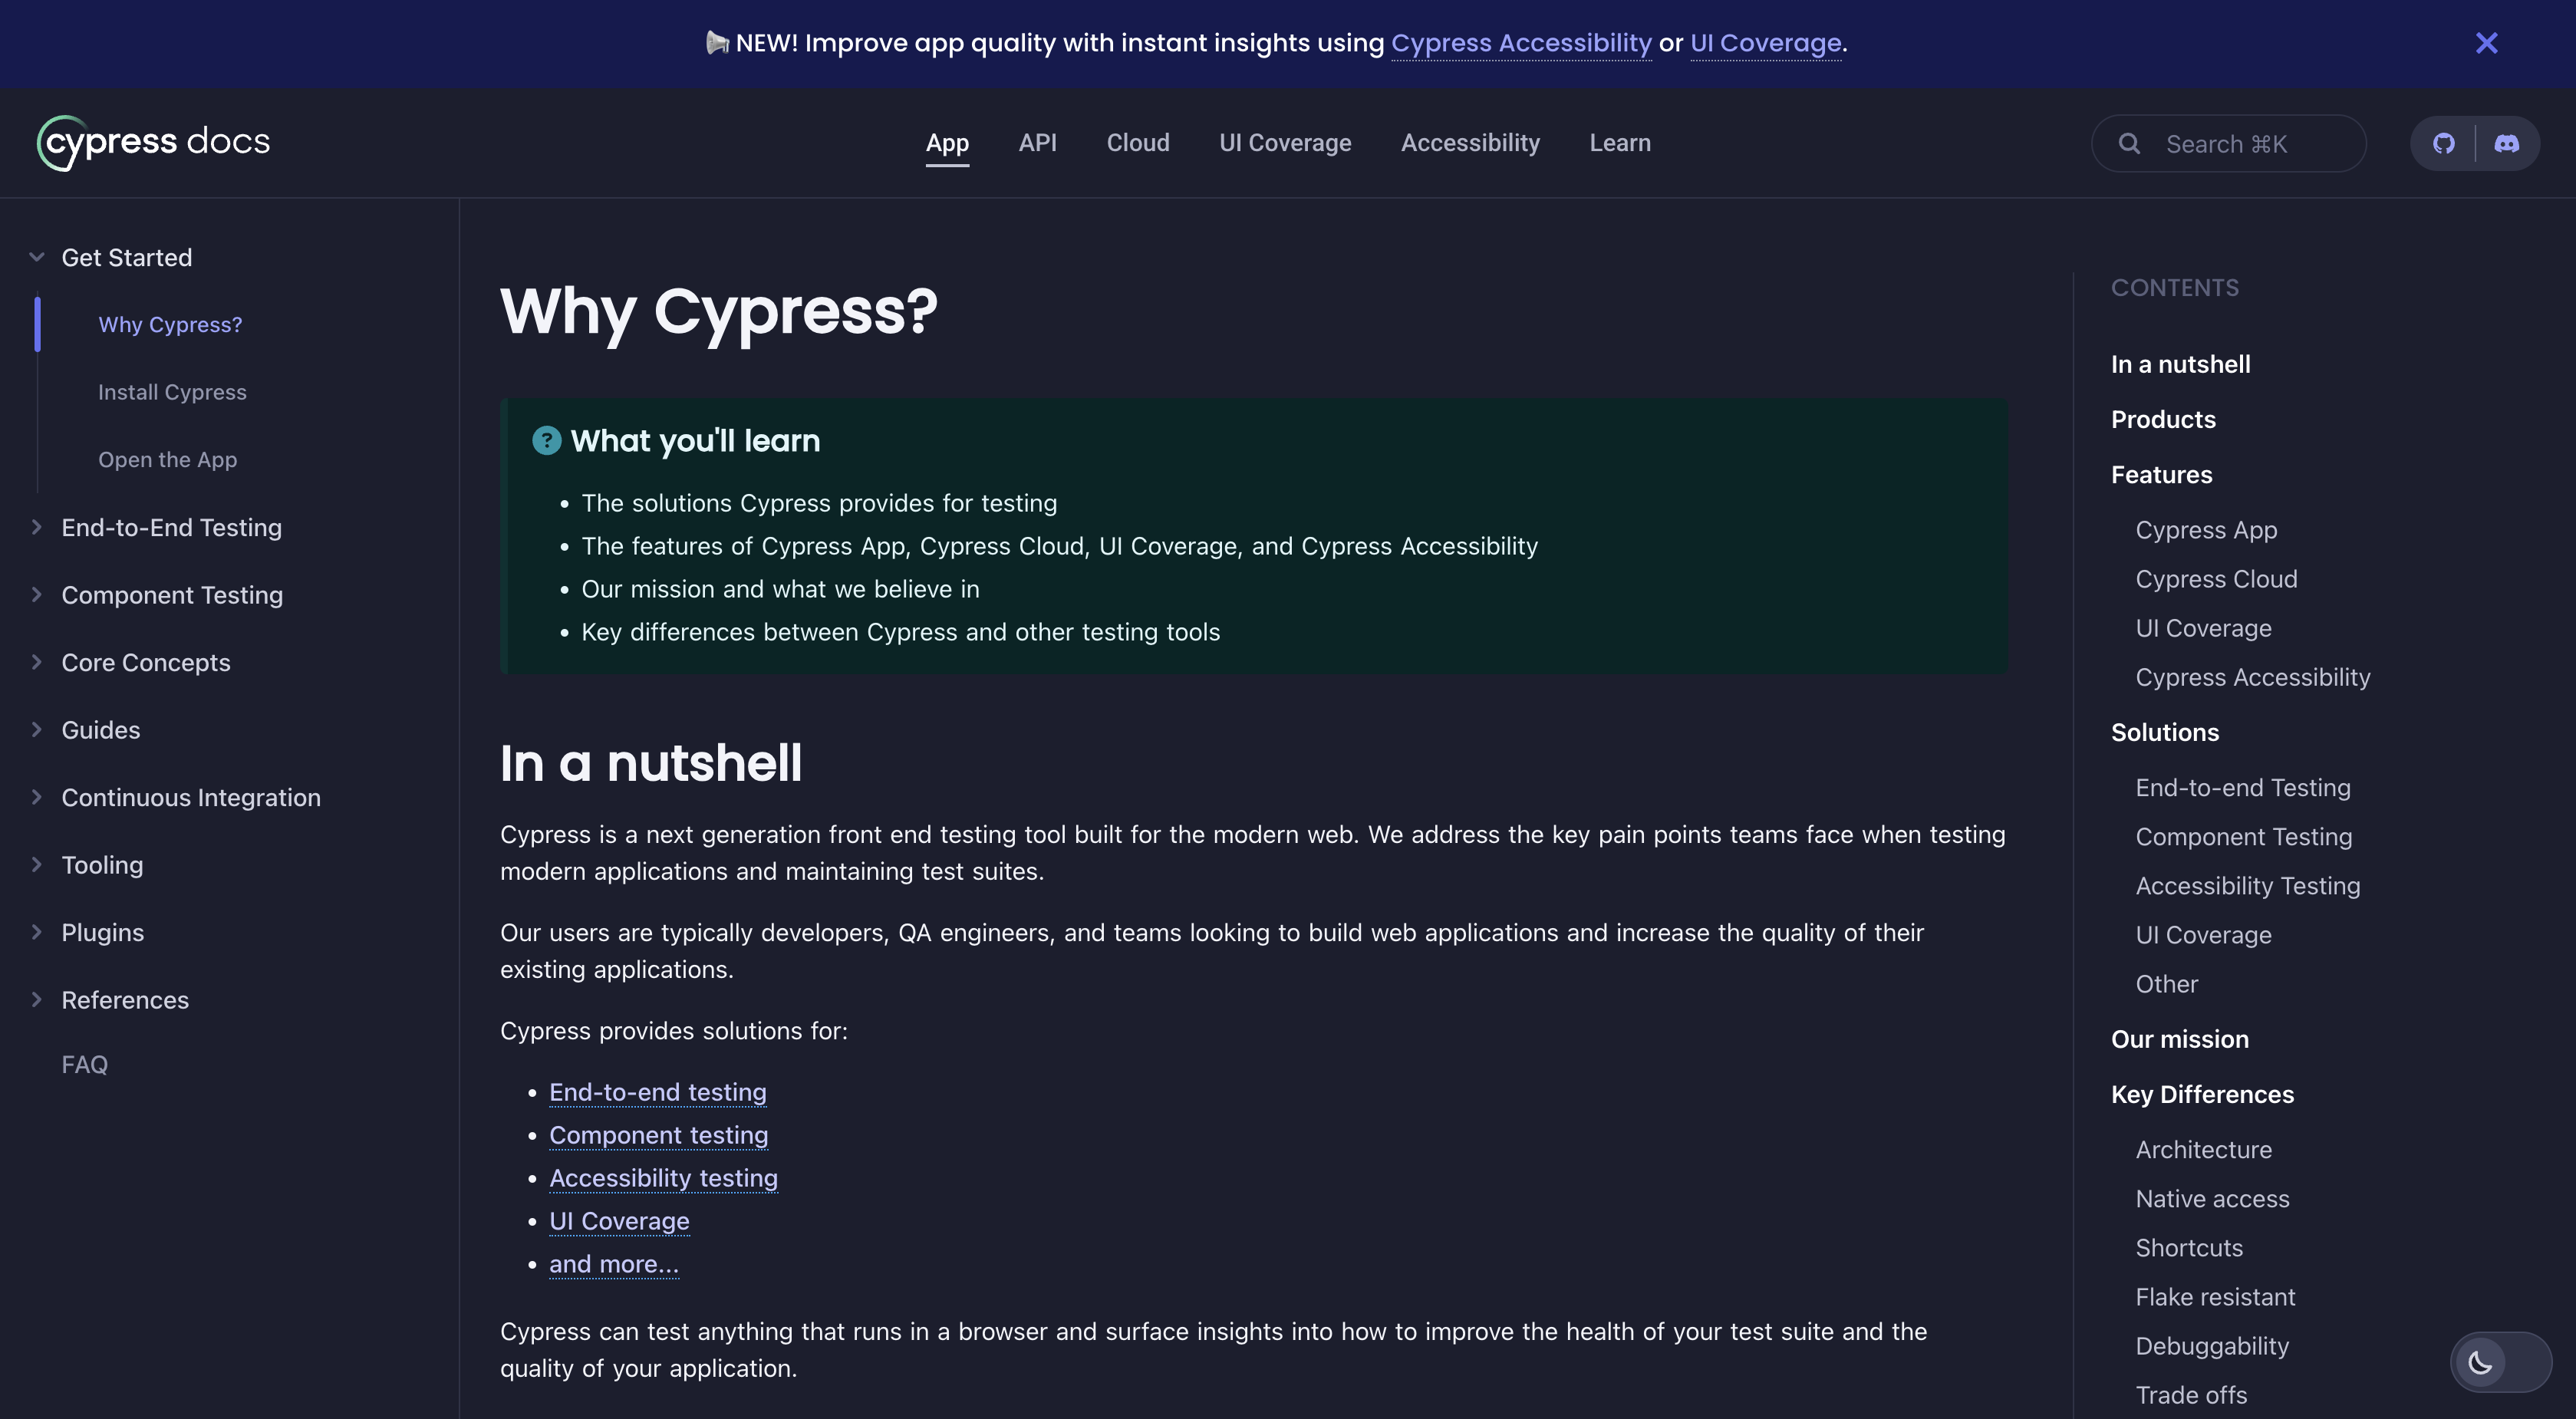 NEW! Improve app quality with instant insights using Cypress Accessibility or UI Coverage.
cypress docs
App
API
Cloud
UI Coverage
Accessibility
Learn
Search ⌘K
Get Started
Why Cypress?
Install Cypress
Open the App
End-to-End Testing
Component Testing
Core Concepts
Guides
Continuous Integration
Tooling
Plugins
References
FAQ
Why Cypress?
? What you'll learn
• The solutions Cypress provides for testing
• The features of Cypress App, Cypress Cloud, UI Coverage, and Cypress Accessibility
• Our mission and what we believe in
• Key differences between Cypress and other testing tools
In a nutshell
Cypress is a next generation front end testing tool built for the modern web. We address the key pain points teams face when testing
modern applications and maintaining test suites.
Our users are typically developers, QA engineers, and teams looking to build web applications and increase the quality of their
existing applications.
Cypress provides solutions for:
• End-to-end testing
• Component testing
• Accessibility testing
• UI Coverage
• and more...
Cypress can test anything that runs in a browser and surface insights into how to improve the health of your test suite and the
quality of your application.
CONTENTS
In a nutshell
Products
Features
Cypress App
Cypress Cloud
UI Coverage
Cypress Accessibility
Solutions
End-to-end Testing
Component Testing
Accessibility Testing
UI Coverage
Other
Our mission
Key Differences
Architecture
Native access
Shortcuts
Flake resistant
Debuggability
Trade offs